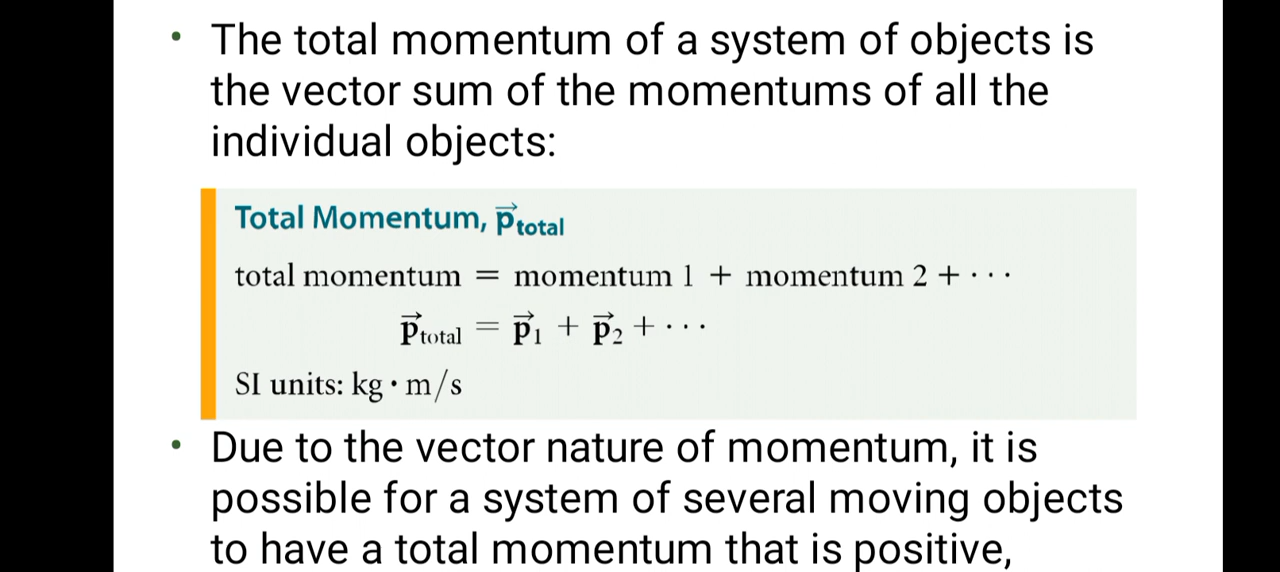 • The total momentum of a system of objects is
the vector sum of the momentums of all the
individual objects:
Total Momentum, p⃗total
total momentum = momentum 1 + momentum 2 + · · ·
p⃗total = p⃗1 + p⃗2 + · · ·
SI units: kg · m/s
• Due to the vector nature of momentum, it is
possible for a system of several moving objects
to have a total momentum that is positive,